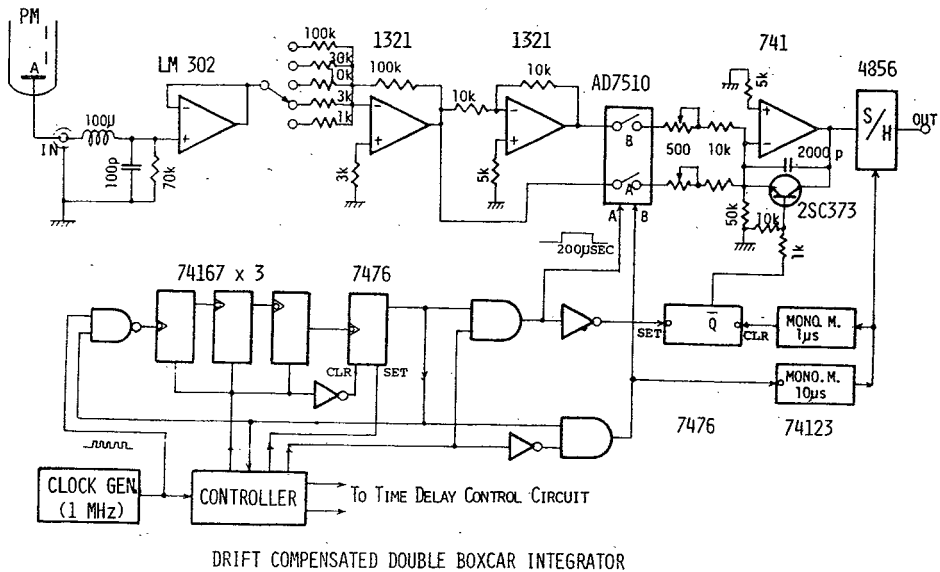 PM
A
IN
100µ
100p
70k
LM 302
100k
30k
10k
3k
1k
1321
100k
3k
10k
1321
10k
5k
AD7510
B
A
A B
200µSEC
500
10k
741
5k
2000 p
50k
10k
2SC373
1k
4856
S/H
OUT
74167 x 3
7476
CLR
SET
SET
Q
CLR
MONO. M.
1µs
MONO. M.
10µs
7476
74123
CLOCK GEN.
(1 MHz)
CONTROLLER
TO TIME DELAY CONTROL CIRCUIT
DRIFT COMPENSATED DOUBLE BOXCAR INTEGRATOR